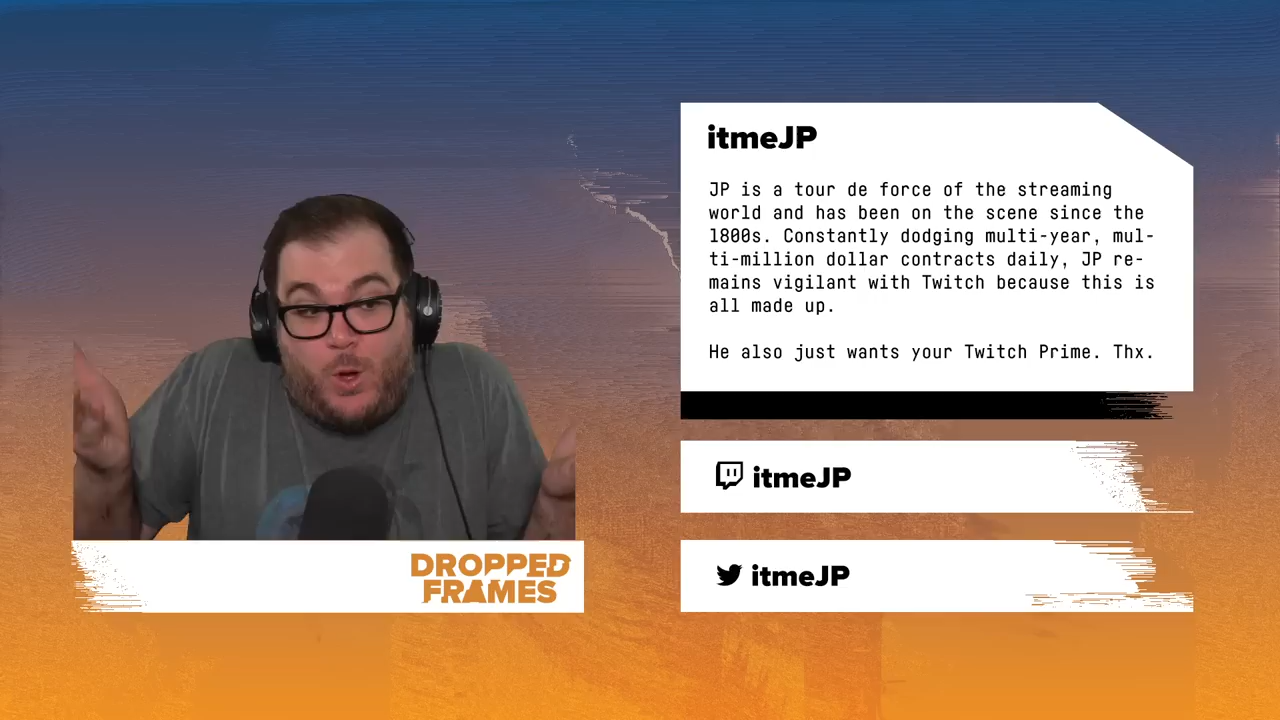 itmeJP
JP is a tour de force of the streaming
world and has been on the scene since the
1800s. Constantly dodging multi-year, mul-
ti-million dollar contracts daily, JP re-
mains vigilant with Twitch because this is
all made up.
He also just wants your Twitch Prime. Thx.
itmeJP
itmeJP
DROPPED
FRAMES